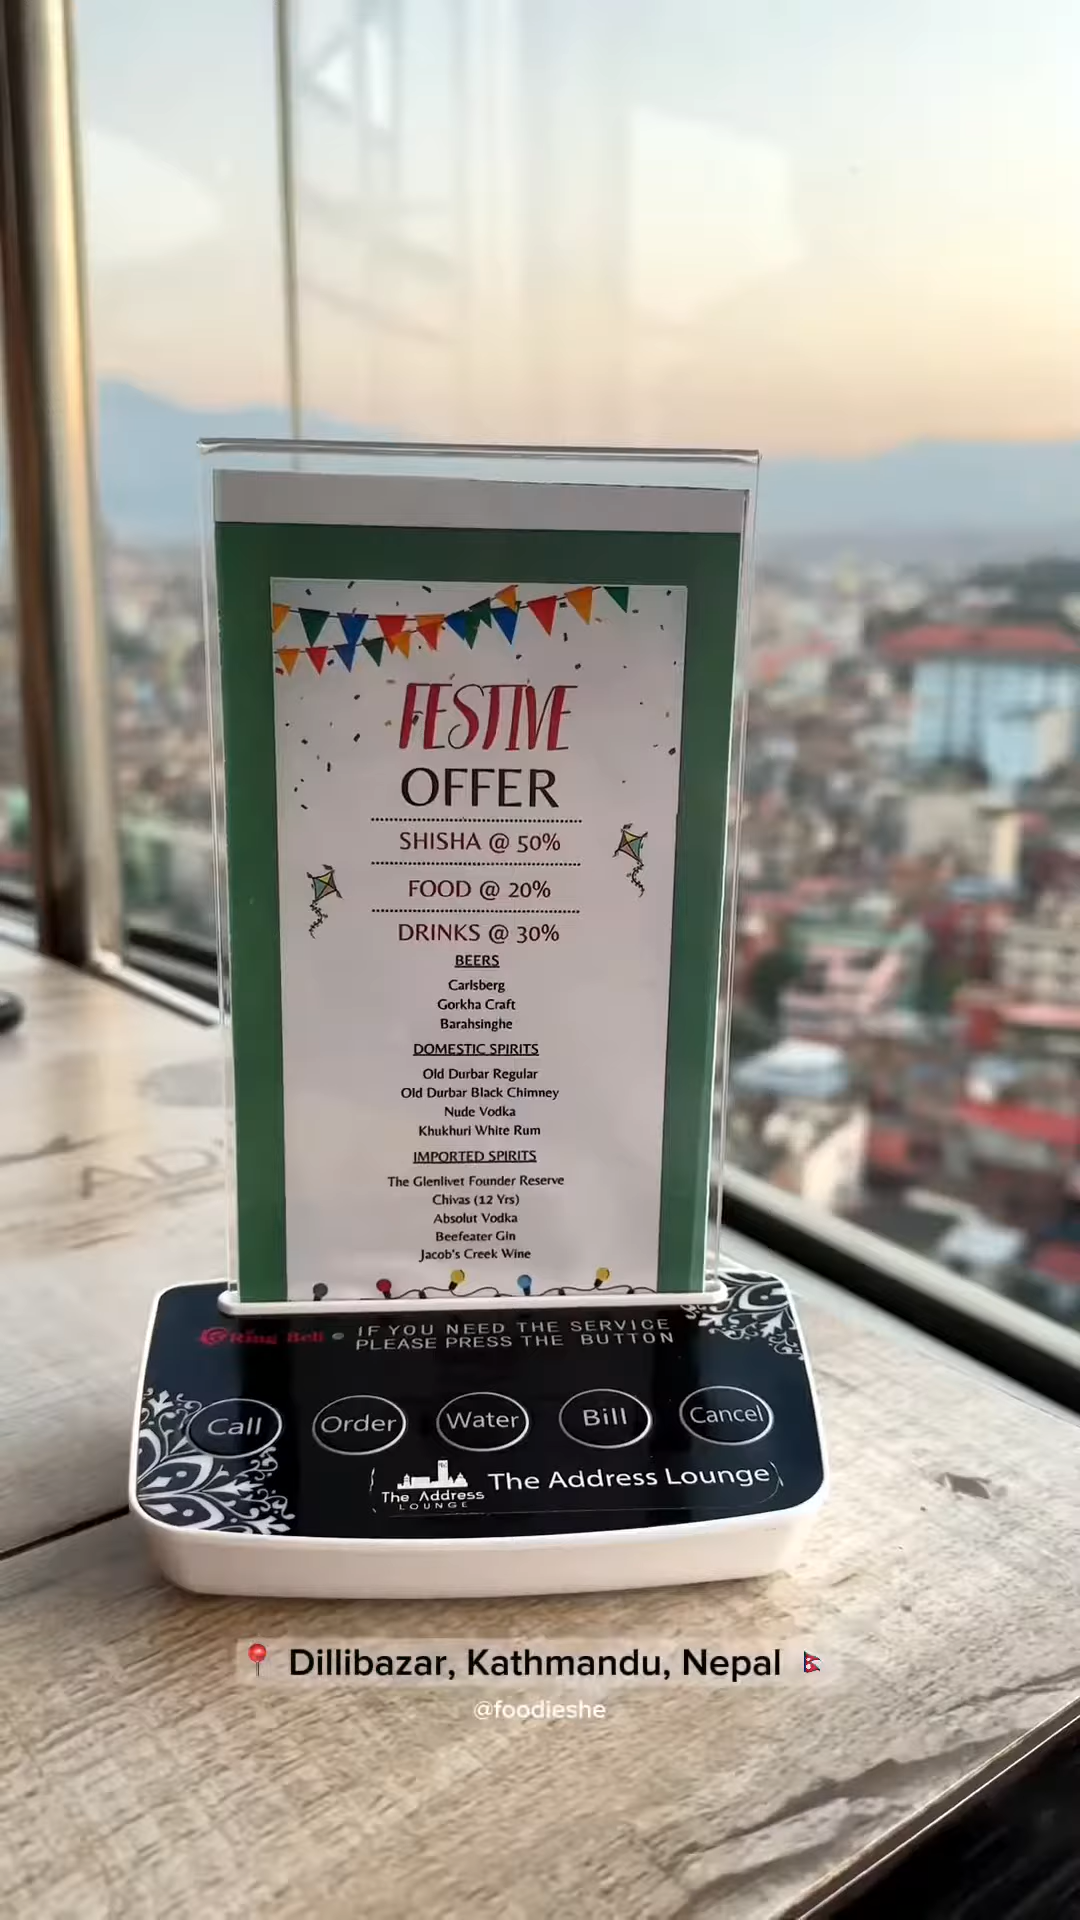 FESTIVE
OFFER
SHISHA @ 50%
FOOD @ 20%
DRINKS @ 30%
BEERS
Carlsberg
Gorkha Craft
Barahsinghe
DOMESTIC SPIRITS
Old Durbar Regular
Old Durbar Black Chimney
Nude Vodka
Khukhuri White Rum
IMPORTED SPIRITS
The Glenlivet Founder Reserve
Chivas (12 Yrs)
Absolut Vodka
Beefeater Gin
Jacob's Creek Wine
Ring Bell
IF YOU NEED THE SERVICE
PLEASE PRESS THE BUTTON
Call Order Water Bill Cancel
The Address
LOUNGE
The Address Lounge
📍 Dillibazar, Kathmandu, Nepal 🇳🇵
@foodieshe